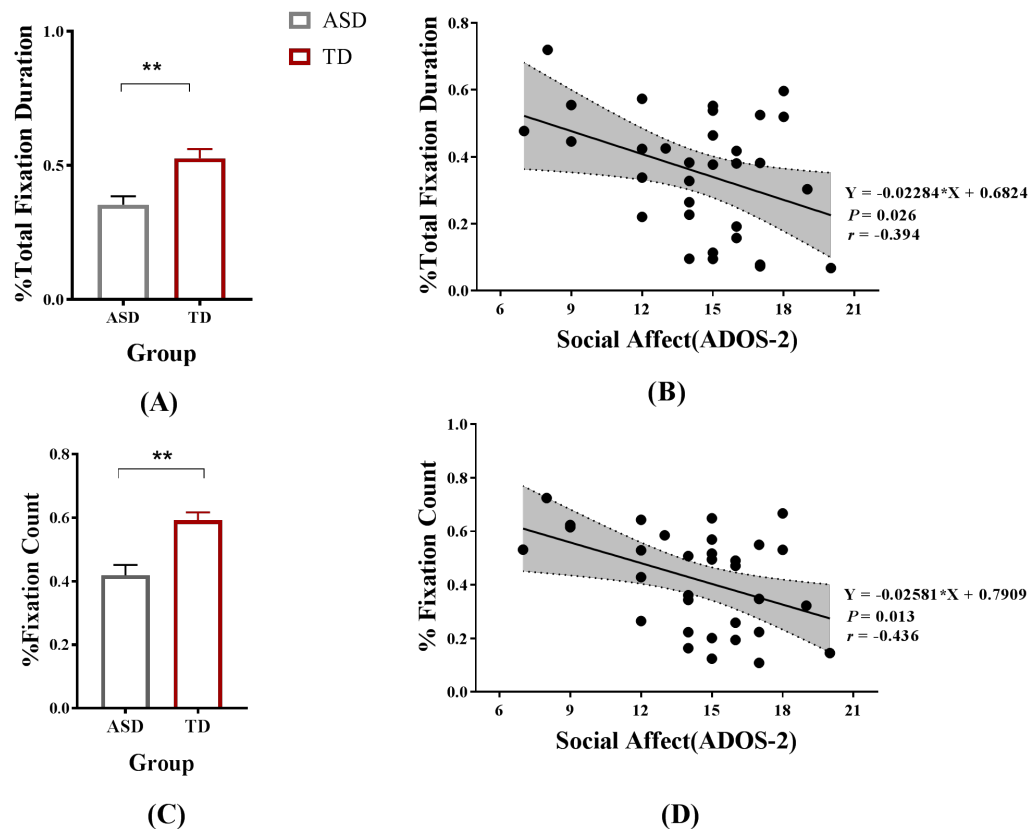 ASD
TD
%Total Fixation Duration
1.0
0.5
0.0
**
ASD
TD
Group
(A)
%Total Fixation Duration
0.8
0.6
0.4
0.2
0.0
6
9
12
15
18
21
Social Affect(ADOS-2)
Y = -0.02284*X + 0.6824
P = 0.026
r = -0.394
(B)
%Fixation Count
0.8
0.6
0.4
0.2
0.0
**
ASD
TD
Group
(C)
% Fixation Count
1.0
0.8
0.6
0.4
0.2
0.0
6
9
12
15
18
21
Social Affect(ADOS-2)
Y = -0.02581*X + 0.7909
P = 0.013
r = -0.436
(D)